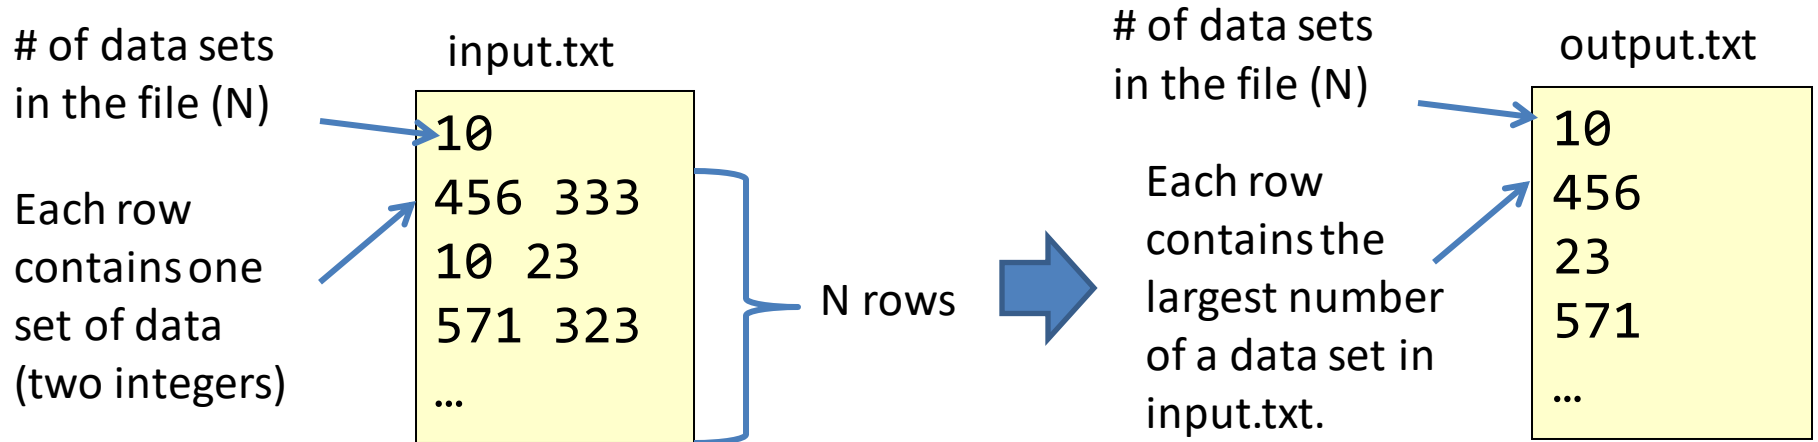 # of data sets
in the file (N)
Each row
contains one
set of data
(two integers)
input.txt
10
456 333
10 23
571 323
…
N rows
# of data sets
in the file (N)
Each row
contains the
largest number
of a data set in
input.txt.
output.txt
10
456
23
571
…